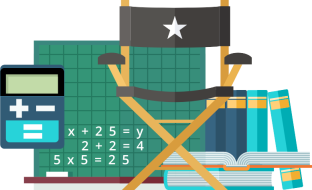 x + 2 5 = y
2 + 2 = 4
5 x 5 = 2 5